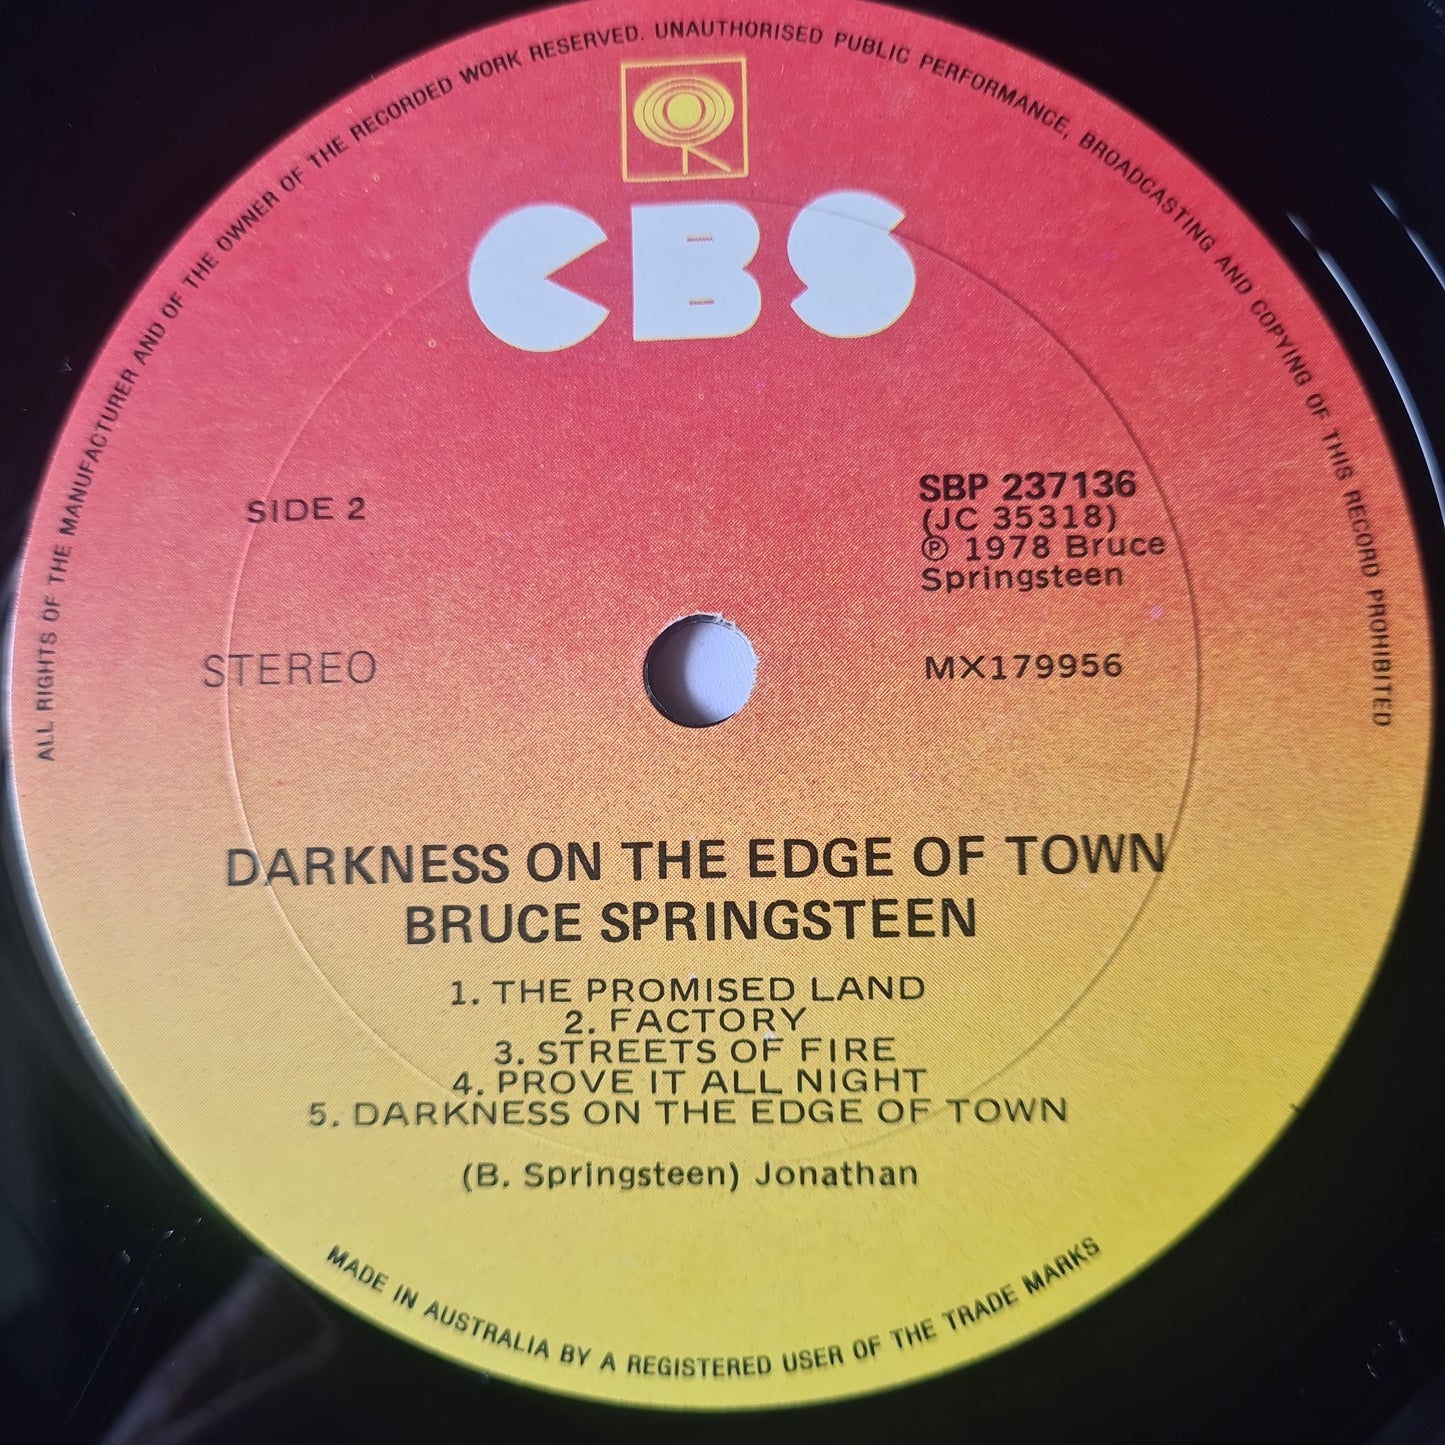 ALL RIGHTS OF THE MANUFACTURER AND OF THE OWNER OF THE RECORDED WORK RESERVED. UNAUTHORISED PUBLIC PERFORMANCE, BROADCASTING AND COPYING OF THIS RECORD PROHIBITED
CBS
SIDE 2
SBP 237136
(JC 35318)
℗ 1978 Bruce
Springsteen
STEREO
MX179956
DARKNESS ON THE EDGE OF TOWN
BRUCE SPRINGSTEEN
1. THE PROMISED LAND
2. FACTORY
3. STREETS OF FIRE
4. PROVE IT ALL NIGHT
5. DARKNESS ON THE EDGE OF TOWN
(B. Springsteen) Jonathan
MADE IN AUSTRALIA BY A REGISTERED USER OF THE TRADE MARKS